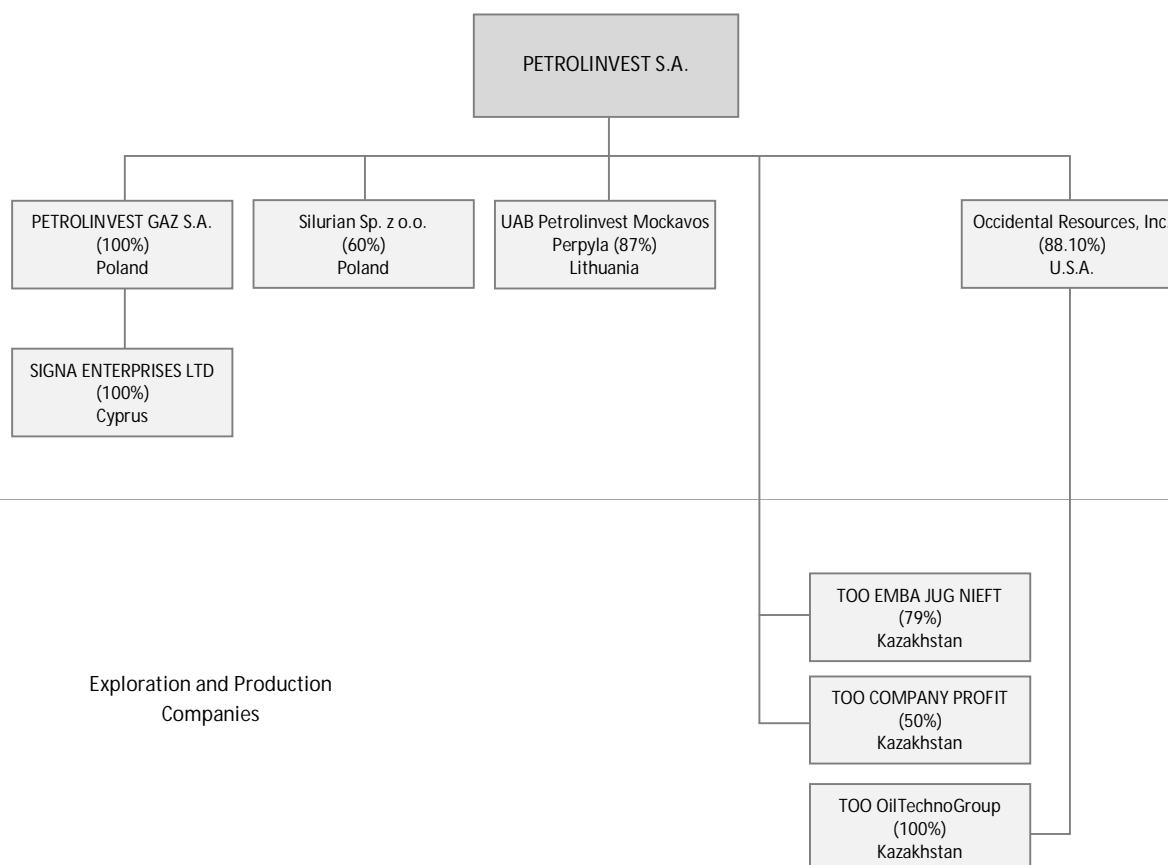 PETROLINVEST S.A.
PETROLINVEST GAZ S.A.
(100%)
Poland
Silurian Sp. z o.o.
(60%)
Poland
UAB Petrolinvest Mockavos
Perpyla (87%)
Lithuania
Occidental Resources, Inc.
(88.10%)
U.S.A.
SIGNA ENTERPRISES LTD
(100%)
Cyprus
Exploration and Production
Companies
TOO EMBA JUG NIEFT
(79%)
Kazakhstan
TOO COMPANY PROFIT
(50%)
Kazakhstan
TOO OilTechnoGroup
(100%)
Kazakhstan